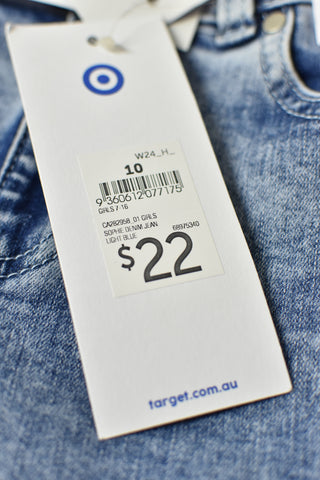 W24_H_
10
9 360612 077175
GIRLS 7-16
CA282958_01 GIRLS
SOPHIE DENIM JEAN 68975340
LIGHT BLUE
$22
target.com.au